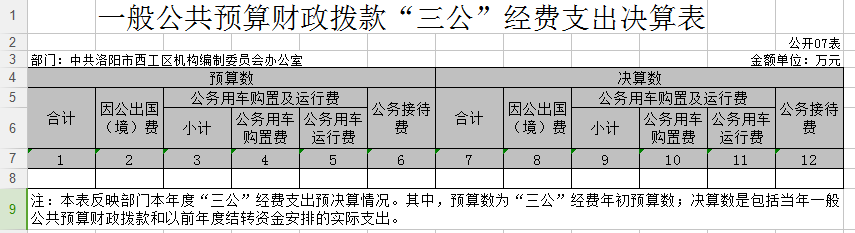 1 一般公共预算财政拨款“三公”经费支出决算表
2 公开07表
3 部门：中共洛阳市西工区机构编制委员会办公室 金额单位：万元
4 预算数 决算数
5 合计 因公出国（境）费 公务用车购置及运行费 公务接待费 合计 因公出国（境）费 公务用车购置及运行费 公务接待费
6 小计 公务用车购置费 公务用车运行费 小计 公务用车购置费 公务用车运行费
7 1 2 3 4 5 6 7 8 9 10 11 12
8
9 注：本表反映部门本年度“三公”经费支出预决算情况。其中，预算数为“三公”经费年初预算数；决算数是包括当年一般
公共预算财政拨款和以前年度结转资金安排的实际支出。